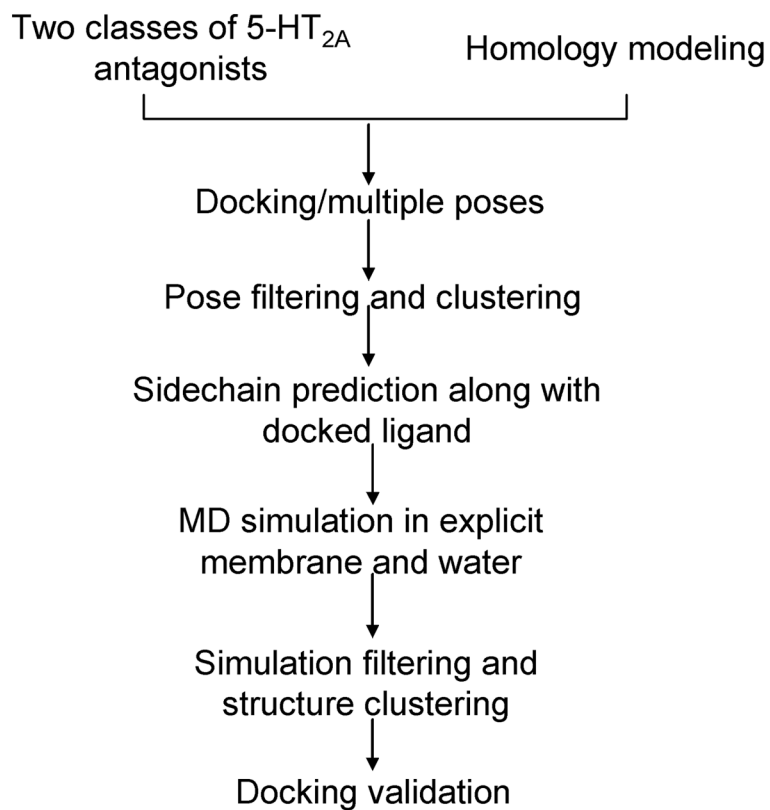 Two classes of 5-HT2A
antagonists
Homology modeling
Docking/multiple poses
Pose filtering and clustering
Sidechain prediction along with
docked ligand
MD simulation in explicit
membrane and water
Simulation filtering and
structure clustering
Docking validation